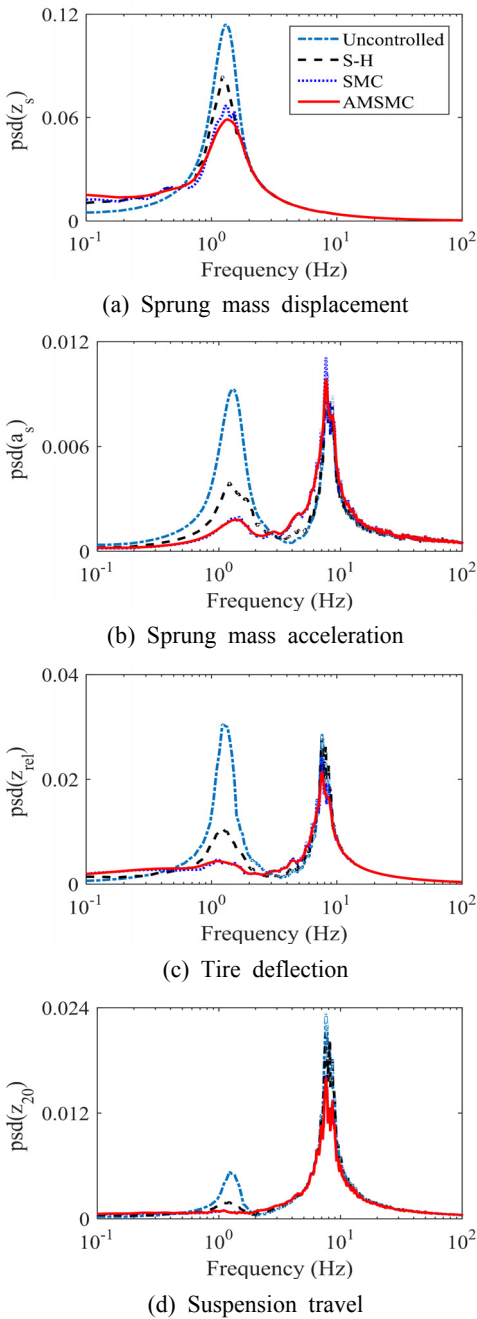 0.12
Uncontrolled
S-H
SMC
AMSMC
psd(z_s)
0.06
0
10^-1 10^0 10^1 10^2
Frequency (Hz)
(a) Sprung mass displacement
0.012
psd(a_s)
0.006
0
10^-1 10^0 10^1 10^2
Frequency (Hz)
(b) Sprung mass acceleration
0.04
psd(z_rel)
0.02
0
10^-1 10^0 10^1 10^2
Frequency (Hz)
(c) Tire deflection
0.024
psd(z_20)
0.012
0
10^-1 10^0 10^1 10^2
Frequency (Hz)
(d) Suspension travel